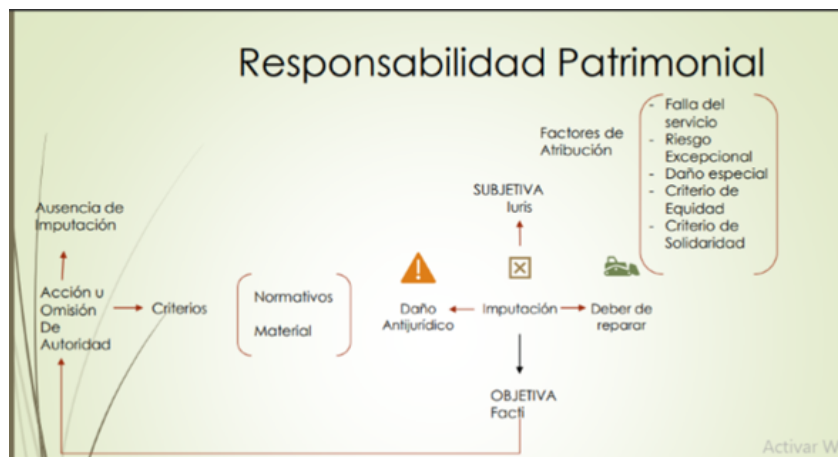 Responsabilidad Patrimonial
Factores de
Atribución
- Falla del
servicio
- Riesgo
Excepcional
- Daño especial
- Criterio de
Equidad
- Criterio de
Solidaridad
SUBJETIVA
Iuris
Ausencia de
Imputación
Acción u
Omisión
De
Autoridad
Criterios
Normativos
Material
Daño
Antijurídico
Imputación
Deber de
reparar
OBJETIVA
Facti
Activar W